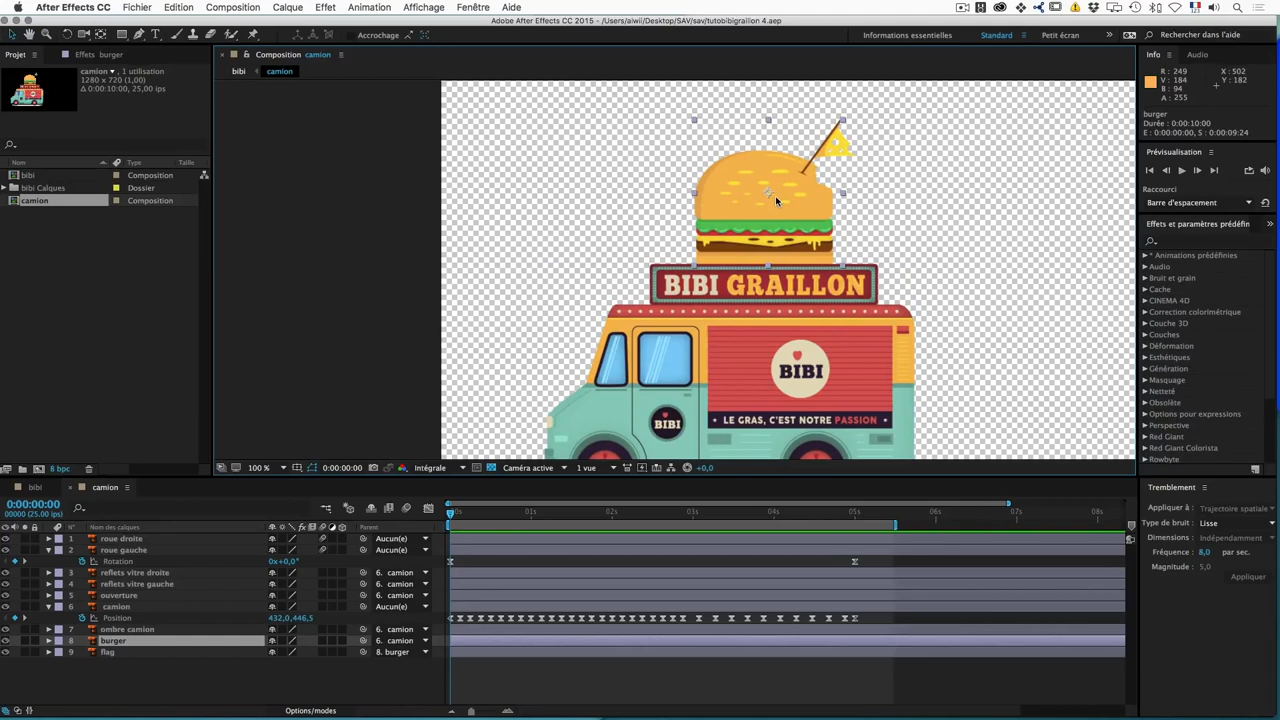 After Effects CC Fichier Edition Composition Calque Effet Animation Affichage Fenêtre Aide
Adobe After Effects CC 2015 - /Users/aiwii/Desktop/SAV/sav/tutobibigraillon 4.aep
Accrochage Informations essentielles Standard Petit écran Rechercher dans l'aide
Projet Effets burger Composition camion Info Audio
bibi camion
camion , 1 utilisation
1280 x 720 (1,00)
Δ 0:00:10:00, 25,00 ips
R : 249
V : 184
B : 94
A : 255
X : 502
Y : 182
burger
Durée : 0:00:10:00
E : 0:00:00:00, S : 0:00:09:24
Prévisualisation
Raccourci
Barre d'espacement
Nom Type Taille
bibi Composition
bibi Calques Dossier
camion Composition
Effets et paramètres prédéfin
* Animations prédéfinies
Audio
Bruit et grain
Cache
CINEMA 4D
Correction colorimétrique
Couche 3D
Couches
Déformation
Esthétiques
Génération
Masquage
Netteté
Obsolète
Options pour expressions
Perspective
Red Giant
Red Giant Colorista
Rowbyte
BIBI GRAILLON
BIBI
BIBI
LE GRAS, C'EST NOTRE PASSION
8 bpc 100 % 0:00:00:00 Intégrale Caméra active 1 vue +0,0
bibi camion
0:00:00:00
00000 (25.00 ips)
0s 01s 02s 03s 04s 05s 06s 07s 08s
N° Nom des calques Parent
1 roue droite Aucun(e)
2 roue gauche Aucun(e)
Rotation 0x+0,0°
3 reflets vitre droite 6. camion
4 reflets vitre gauche 6. camion
5 ouverture 6. camion
6 camion Aucun(e)
Position 432,0,446,5
7 ombre camion 6. camion
8 burger 6. camion
9 flag 8. burger
Options/modes
Tremblement
Appliquer à : Trajectoire spatiale
Type de bruit : Lisse
Dimensions : Indépendamment
Fréquence : 8,0 par sec.
Magnitude : 5,0
Appliquer